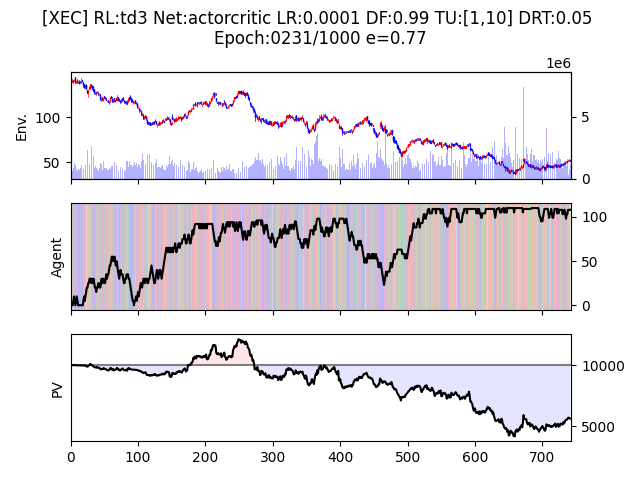 [XEC] RL:td3 Net:actorcritic LR:0.0001 DF:0.99 TU:[1,10] DRT:0.05
Epoch:0231/1000 e=0.77
1e6
Env.
100
50
5
0
Agent
100
50
0
PV
10000
5000
0 100 200 300 400 500 600 700